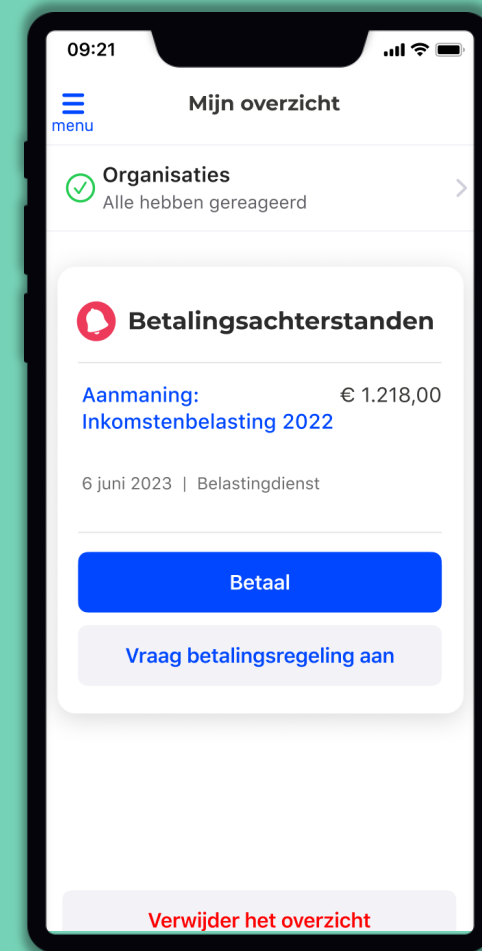 09:21
menu
Mijn overzicht
Organisaties
Alle hebben gereageerd
Betalingsachterstanden
Aanmaning: € 1.218,00
Inkomstenbelasting 2022
6 juni 2023 | Belastingdienst
Betaal
Vraag betalingsregeling aan
Verwijder het overzicht